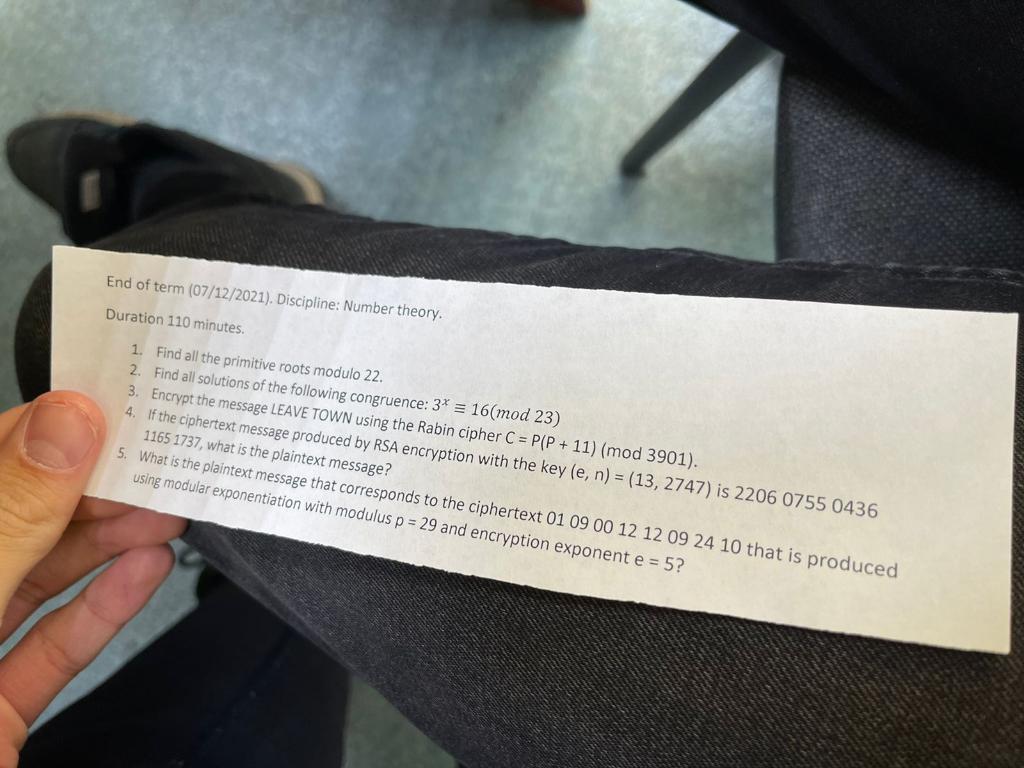 End of term (07/12/2021). Discipline: Number theory.
Duration 110 minutes.
1. Find all the primitive roots modulo 22.
2. Find all solutions of the following congruence: 3ˣ ≡ 16(mod 23)
3. Encrypt the message LEAVE TOWN using the Rabin cipher C = P(P + 11) (mod 3901).
4. If the ciphertext message produced by RSA encryption with the key (e, n) = (13, 2747) is 2206 0755 0436
1165 1737, what is the plaintext message?
5. What is the plaintext message that corresponds to the ciphertext 01 09 00 12 12 09 24 10 that is produced
using modular exponentiation with modulus p = 29 and encryption exponent e = 5?